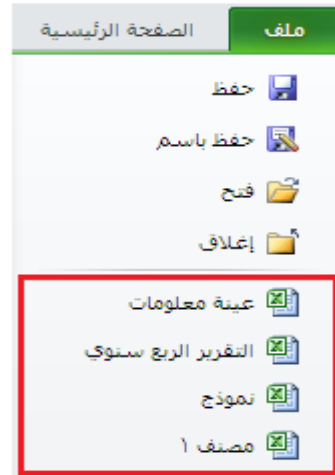 ملف الصفحة الرئيسية
حفظ
حفظ باسم
فتح
إغلاق
عينة معلومات
التقرير الربع سنوي
نموذج
مصنف ١